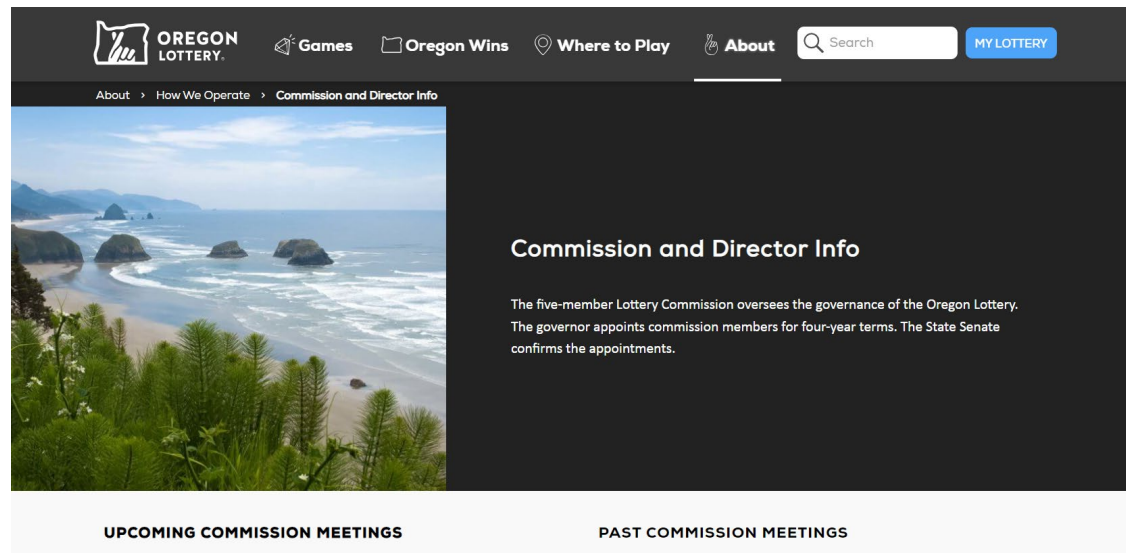 OREGON
LOTTERY®
Games
Oregon Wins
Where to Play
About
Search
MY LOTTERY
About > How We Operate > Commission and Director Info
Commission and Director Info
The five-member Lottery Commission oversees the governance of the Oregon Lottery.
The governor appoints commission members for four-year terms. The State Senate
confirms the appointments.
UPCOMING COMMISSION MEETINGS
PAST COMMISSION MEETINGS